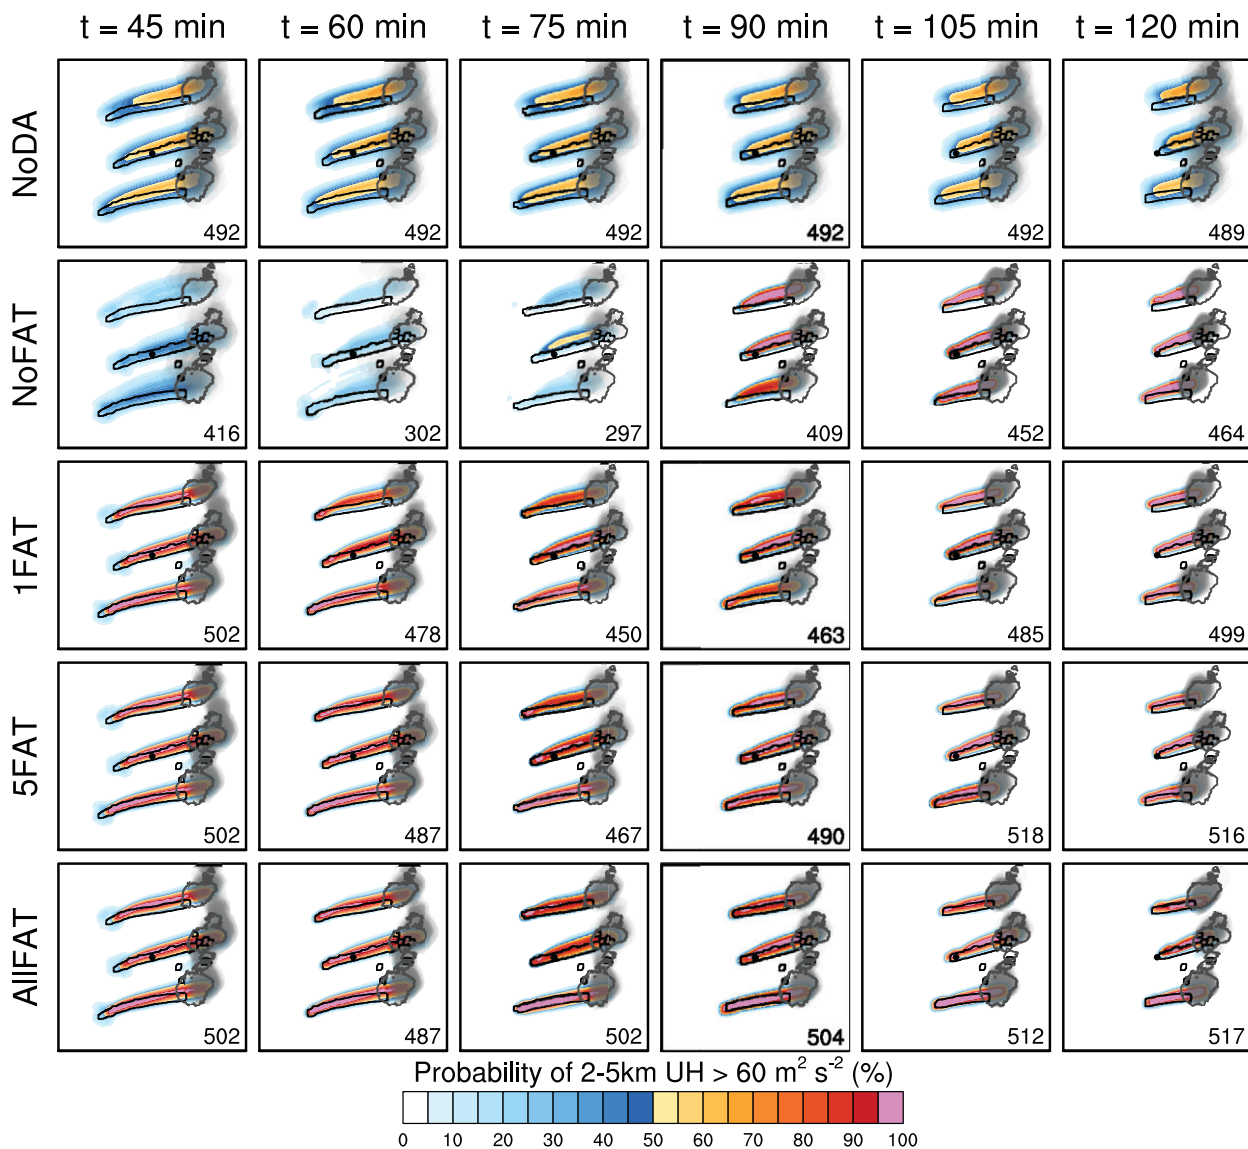 t = 45 min t = 60 min t = 75 min t = 90 min t = 105 min t = 120 min
NoDA
492 492 492 492 492 489
NoFAT
416 302 297 409 452 464
1FAT
502 478 450 463 485 499
5FAT
502 487 467 490 518 516
AllFAT
502 487 502 504 512 517
Probability of 2-5km UH > 60 m² s⁻² (%)
0 10 20 30 40 50 60 70 80 90 100